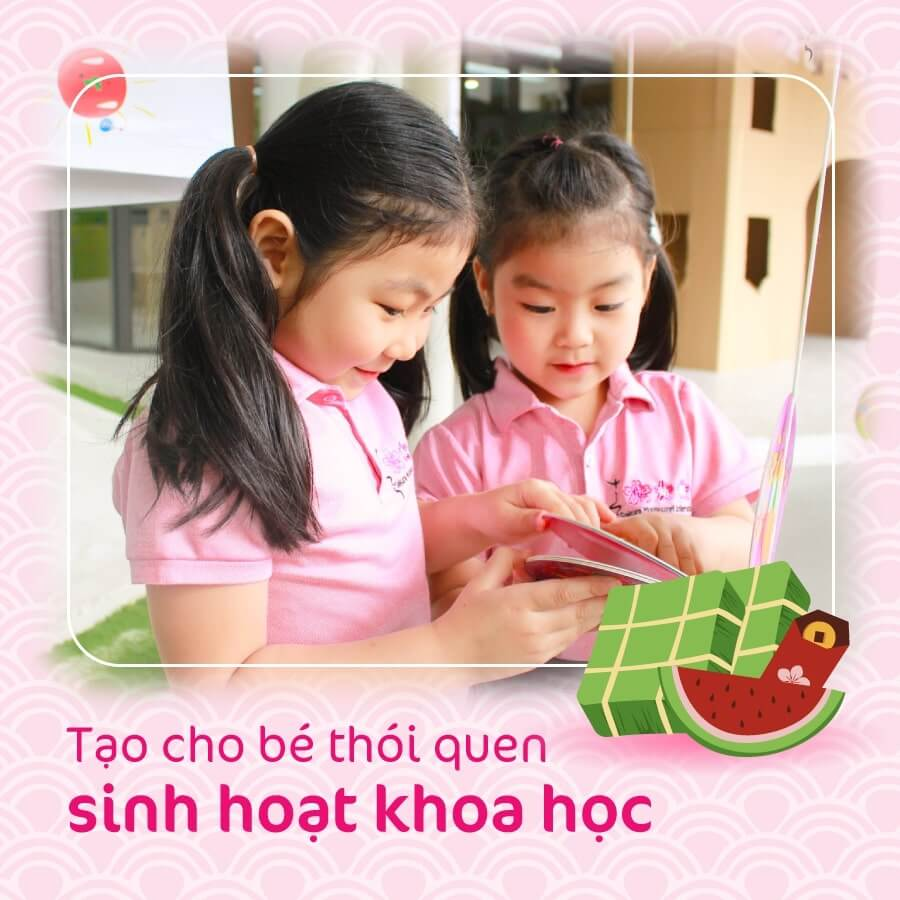 Tạo cho bé thói quen
sinh hoạt khoa học